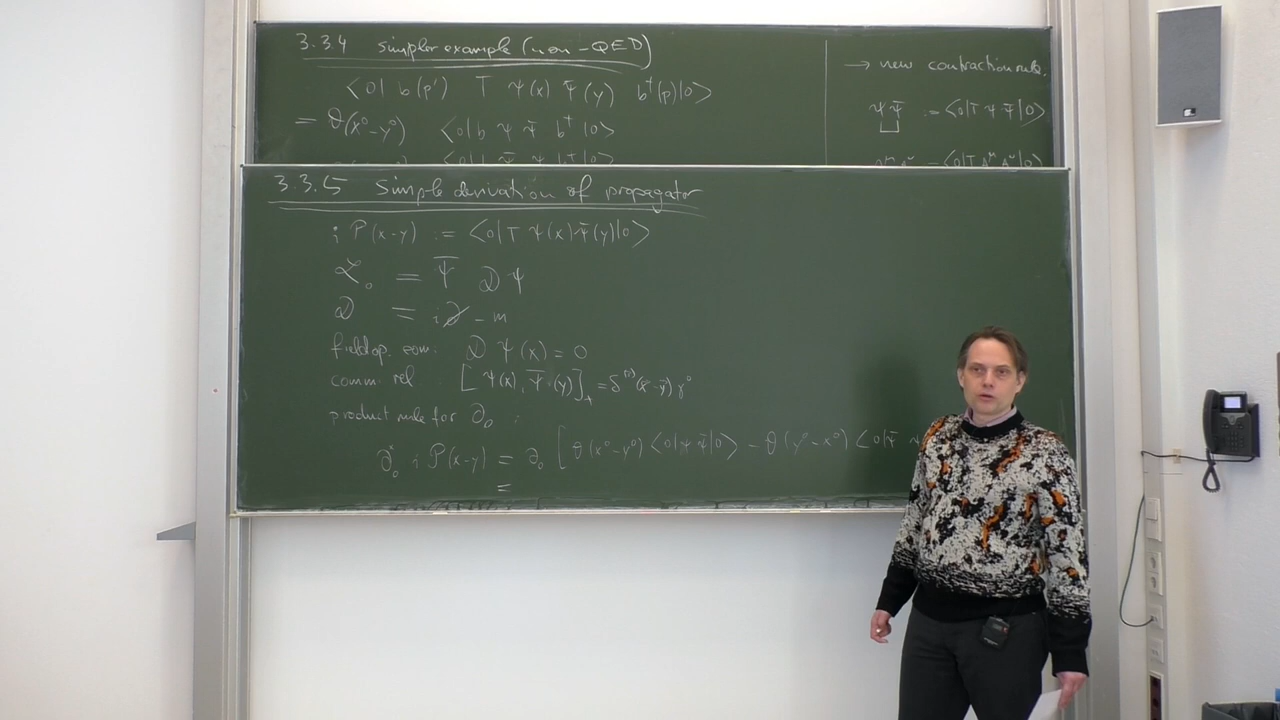 3.3.4 simpler example (non-QED)
<0| b(p') T ψ(x) ψ̄(y) b†(p)|0>
= θ(x⁰-y⁰) <0|b ψ ψ̄ b†|0>
→ new contraction rule.
ψ ψ̄ := <0|T ψ ψ̄|0>
3.3.5 Simple derivation of propagator
i P(x-y) := <0|T ψ(x) ψ̄(y)|0>
ℒ₀ = ψ̄ 𝒟 ψ
𝒟 = i∂̸ - m
fieldop. eom. 𝒟 ψ(x) = 0
comm. rel. [ψ(x), ψ̄(y)]₊ = δ⁽³⁾(x⃗-y⃗) γ⁰
product rule for ∂₀ :
∂₀ˣ i P(x-y) = ∂₀ [θ(x⁰-y⁰) <0|ψ ψ̄|0> - θ(y⁰-x⁰) <0|ψ̄
=